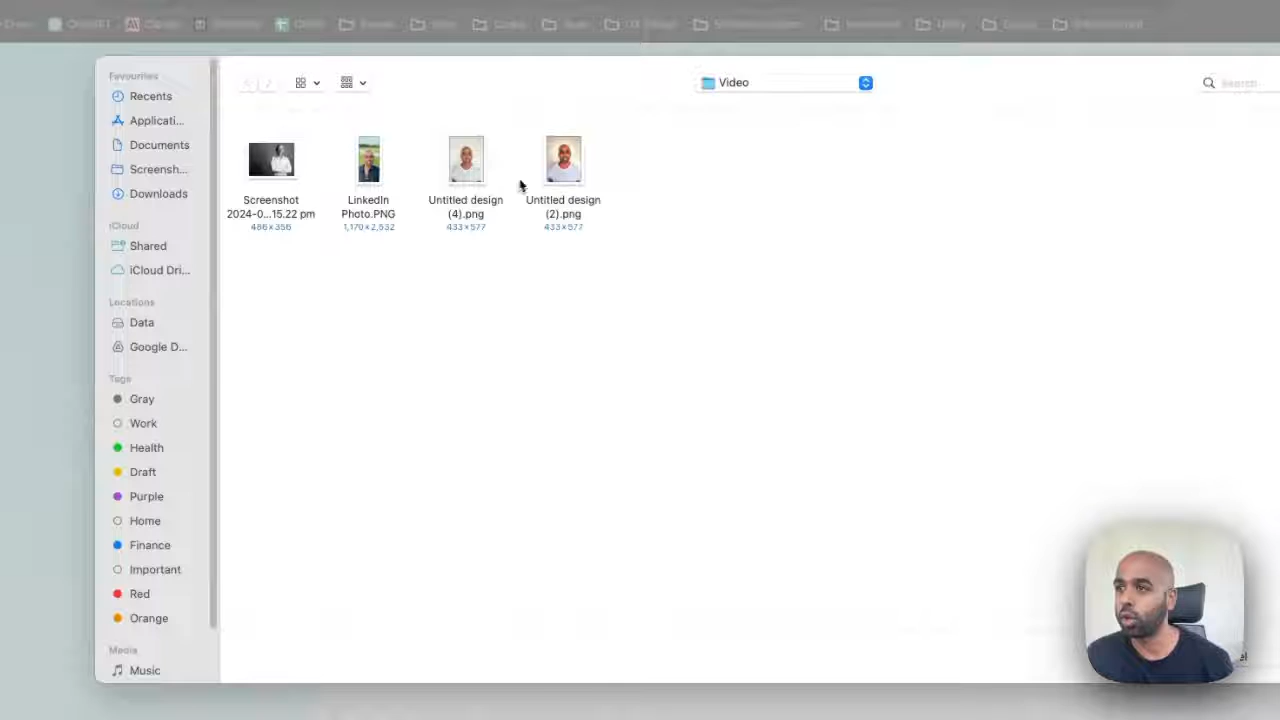 Favourites
Recents
Applicati...
Documents
Screensh...
Downloads
iCloud
Shared
iCloud Dri...
Locations
Data
Google D...
Tags
Gray
Work
Health
Draft
Purple
Home
Finance
Important
Red
Orange
Media
Music
Video
Search
Screenshot
2024-0...15.22 pm
486×356
LinkedIn
Photo.PNG
1,170×2,532
Untitled design
(4).png
433×577
Untitled design
(2).png
433×577